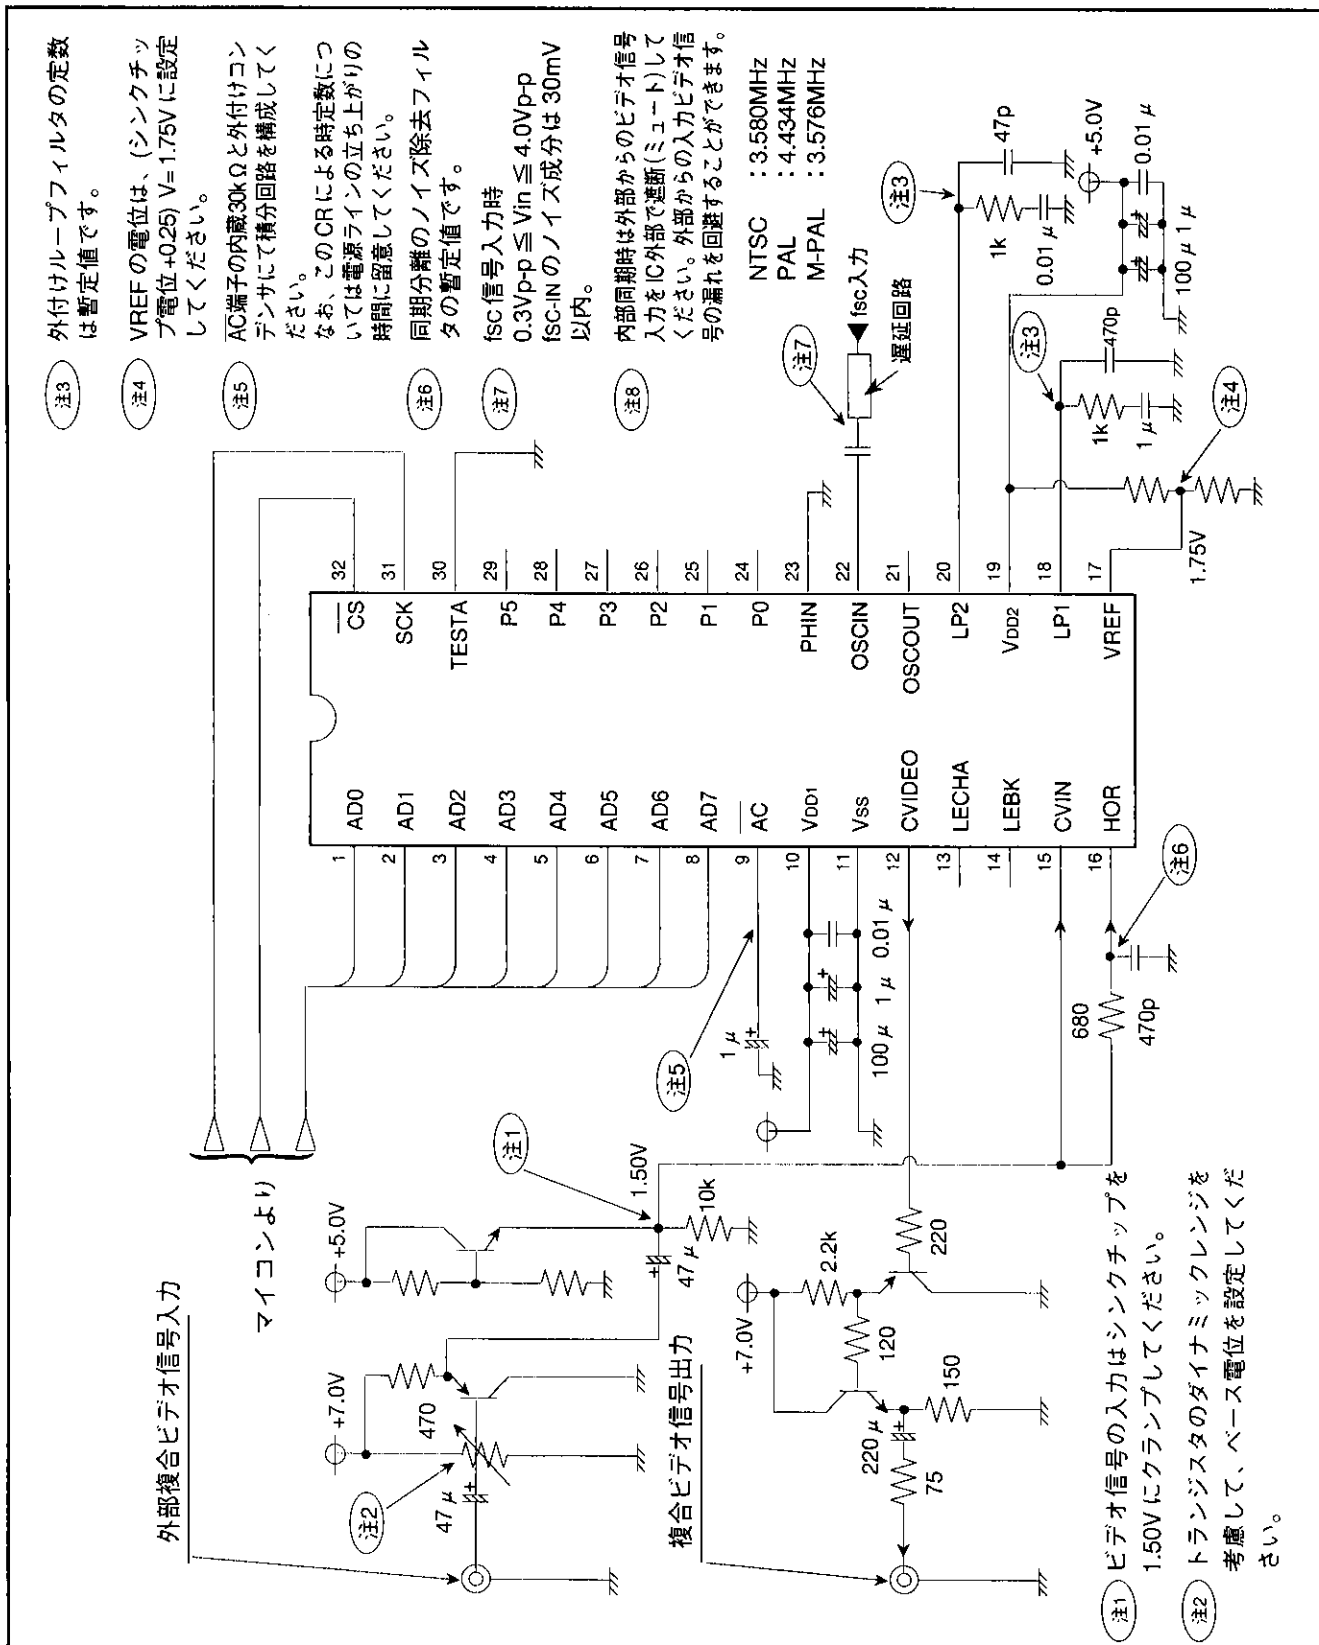 外部複合ビデオ信号入力
マイコンより
+7.0V
470
注2
47μ
+
+5.0V
注1
1.50V
+
47μ
10k
複合ビデオ信号出力
+7.0V
2.2k
120
220
220μ
+
75
150
注5
1μ
+
100μ
1μ
0.01μ
+
+
680
470p
注6
1
2
3
4
5
6
7
8
9
10
11
12
13
14
15
16
AD0
AD1
AD2
AD3
AD4
AD5
AD6
AD7
AC
VDD1
VSS
CVIDEO
LECHA
LEBK
CVIN
HOR
CS
SCK
TESTA
P5
P4
P3
P2
P1
P0
PHIN
OSCIN
OSCOUT
LP2
VDD2
LP1
VREF
32
31
30
29
28
27
26
25
24
23
22
21
20
19
18
17
注7
fsc入力
遅延回路
注3
1k
47p
0.01μ
+5.0V
0.01μ
+
+
100μ 1μ
注3
470p
1k
1μ
注4
1.75V
注1 ビデオ信号の入力はシンクチップを
1.50Vにクランプしてください。
注2 トランジスタのダイナミックレンジを
考慮して、ベース電位を設定してくだ
さい。
注3 外付けループフィルタの定数
は暫定値です。
注4 VREFの電位は、(シンクチッ
プ電位+0.25) V=1.75Vに設定
してください。
注5 AC端子の内蔵30kΩと外付けコン
デンサにて積分回路を構成してく
ださい。
なお、このCRによる時定数につ
いては電源ラインの立ち上がりの
時間に留意してください。
注6 同期分離のノイズ除去フィル
タの暫定値です。
注7 fsc信号入力時
0.3Vp-p≦Vin≦4.0Vp-p
fsc-INのノイズ成分は30mV
以内。
注8 内部同期時は外部からのビデオ信号
入力をIC外部で遮断(ミュート)して
ください。外部からの入力ビデオ信
号の漏れを回避することができます。
NTSC : 3.580MHz
PAL : 4.434MHz
M-PAL : 3.576MHz